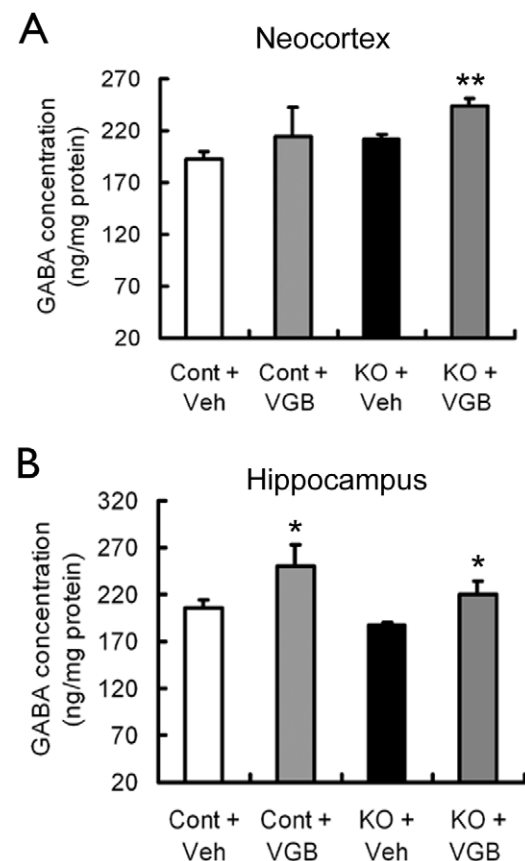 A
Neocortex
GABA concentration
(ng/mg protein)
270
220
170
120
70
20
**
Cont +
Veh
Cont +
VGB
KO +
Veh
KO +
VGB
B
Hippocampus
GABA concentration
(ng/mg protein)
320
270
220
170
120
70
20
*
*
Cont +
Veh
Cont +
VGB
KO +
Veh
KO +
VGB